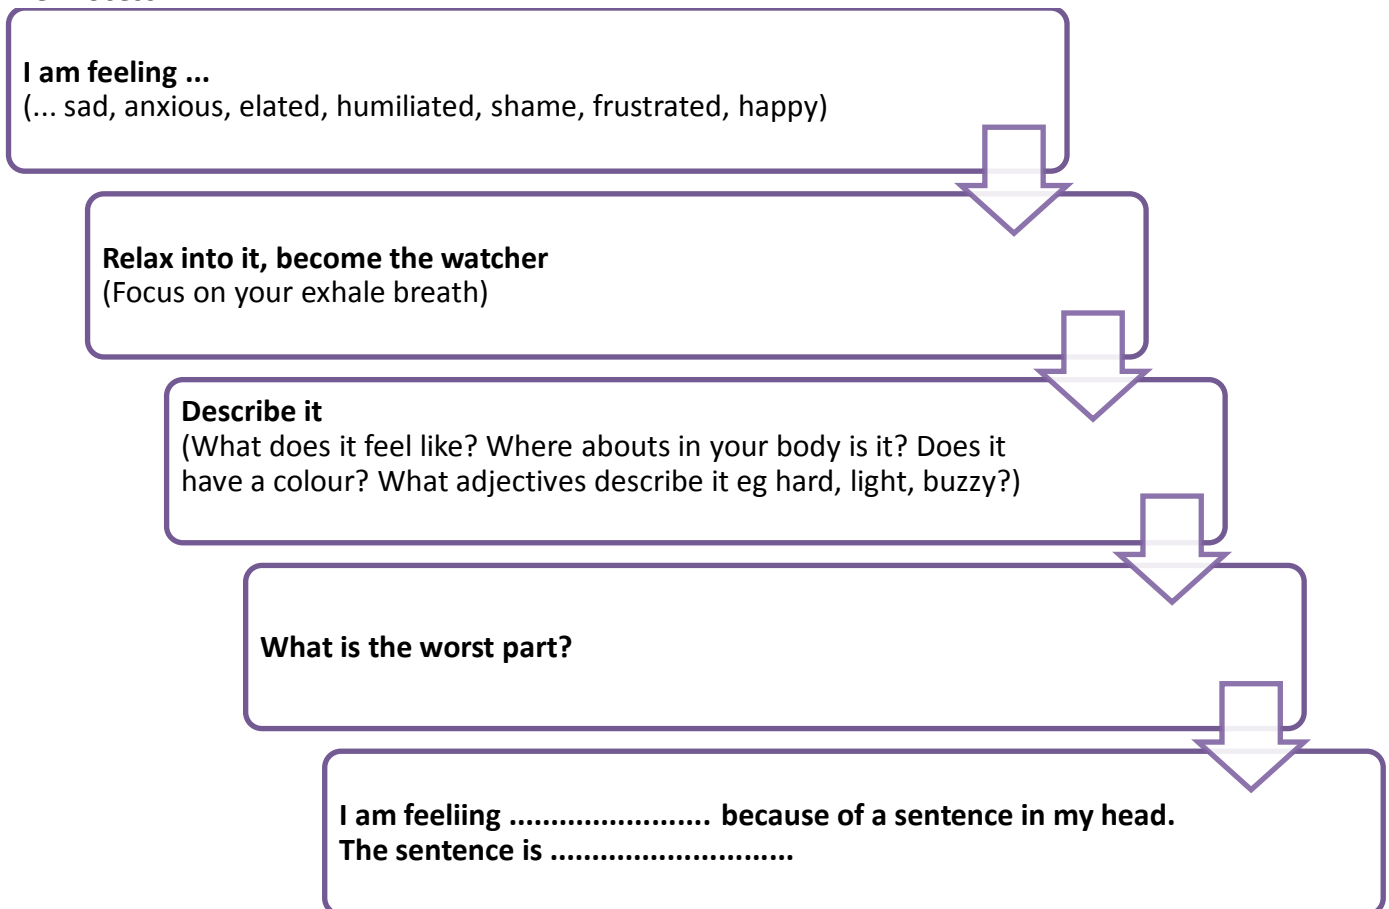 I am feeling ...
(... sad, anxious, elated, humiliated, shame, frustrated, happy)
Relax into it, become the watcher
(Focus on your exhale breath)
Describe it
(What does it feel like? Where abouts in your body is it? Does it
have a colour? What adjectives describe it eg hard, light, buzzy?)
What is the worst part?
I am feeliing ........................ because of a sentence in my head.
The sentence is .............................